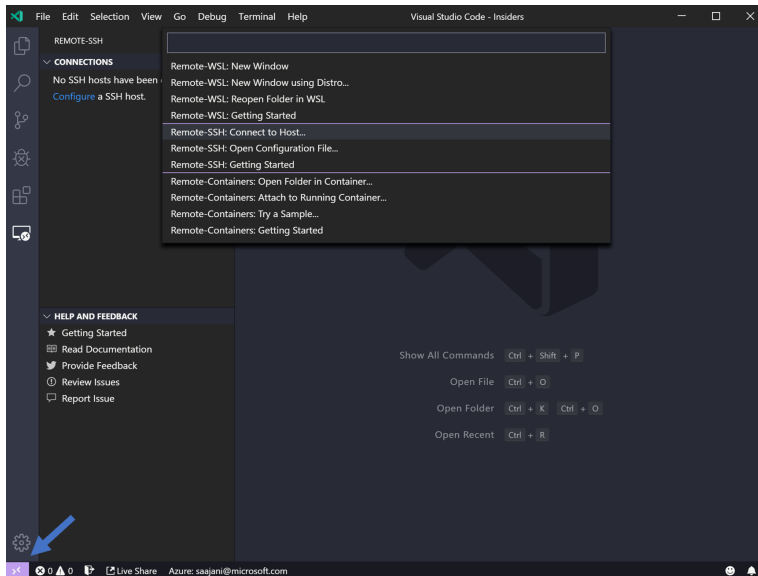 File Edit Selection View Go Debug Terminal Help Visual Studio Code - Insiders
REMOTE-SSH
CONNECTIONS
No SSH hosts have been
Configure a SSH host.
Remote-WSL: New Window
Remote-WSL: New Window using Distro...
Remote-WSL: Reopen Folder in WSL
Remote-WSL: Getting Started
Remote-SSH: Connect to Host...
Remote-SSH: Open Configuration File...
Remote-SSH: Getting Started
Remote-Containers: Open Folder in Container...
Remote-Containers: Attach to Running Container...
Remote-Containers: Try a Sample...
Remote-Containers: Getting Started
HELP AND FEEDBACK
Getting Started
Read Documentation
Provide Feedback
Review Issues
Report Issue
Show All Commands Ctrl + Shift + P
Open File Ctrl + O
Open Folder Ctrl + K Ctrl + O
Open Recent Ctrl + R
0 0 Live Share Azure: saajani@microsoft.com